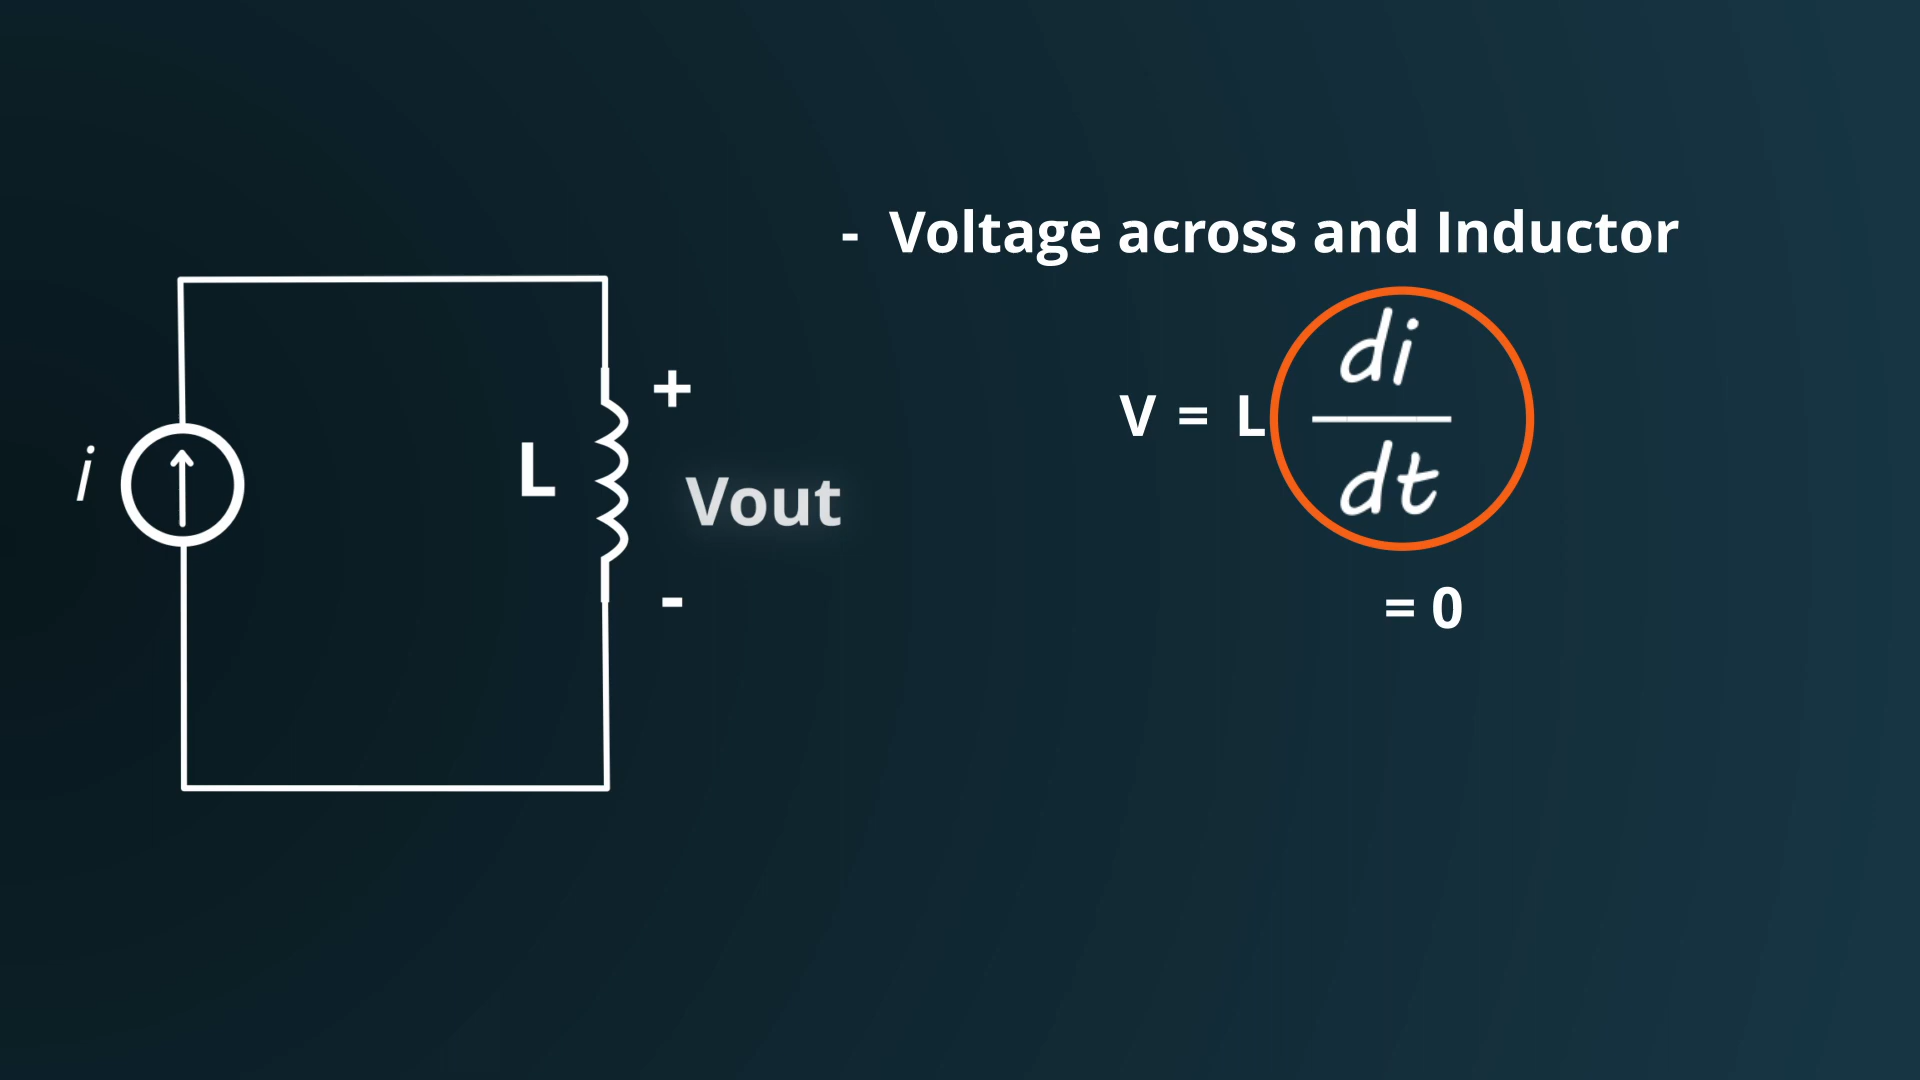 - Voltage across and Inductor
i
L
+
Vout
-
V = L di
dt
= 0